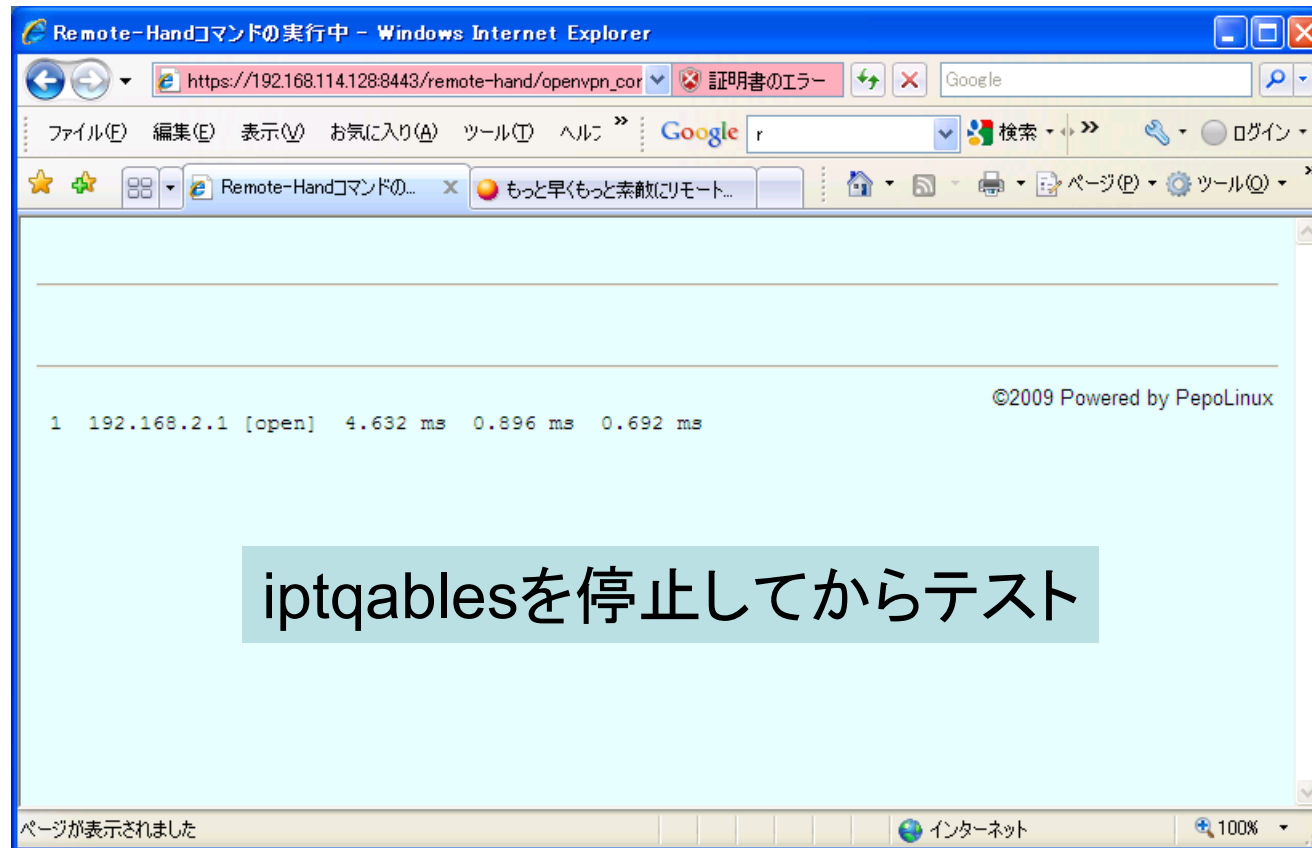 Remote-Handコマンドの実行中 - Windows Internet Explorer
https://192.168.114.128:8443/remote-hand/openvpn_cor
証明書のエラー
Google
ファイル(F) 編集(E) 表示(V) お気に入り(A) ツール(T) ヘルプ »
Google r 検索 » ログイン
Remote-Handコマンドの... x
もっと早くもっと素敵にリモート...
ページ(P) ツール(O) »
©2009 Powered by PepoLinux
1 192.168.2.1 [open] 4.632 ms 0.896 ms 0.692 ms
iptqablesを停止してからテスト
ページが表示されました インターネット 100%